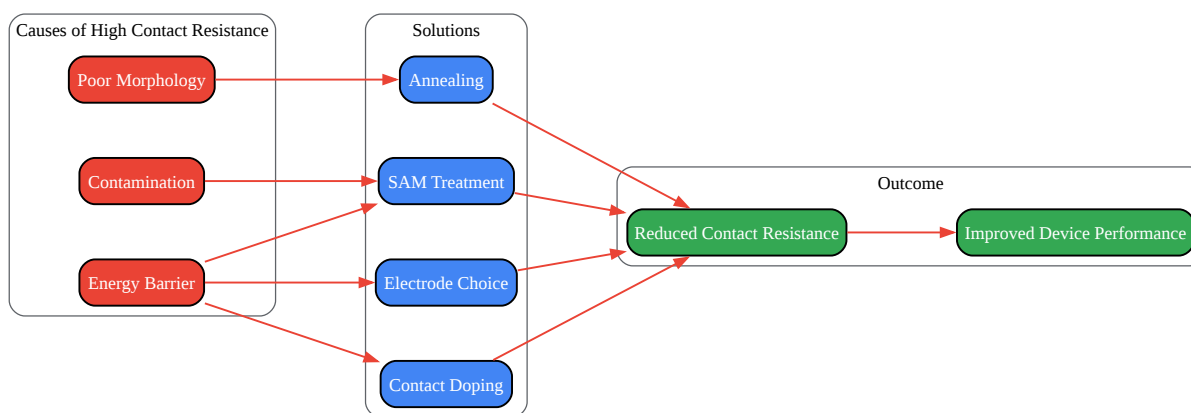 Causes of High Contact Resistance
Poor Morphology
Contamination
Energy Barrier
Solutions
Annealing
SAM Treatment
Electrode Choice
Contact Doping
Outcome
Reduced Contact Resistance
Improved Device Performance